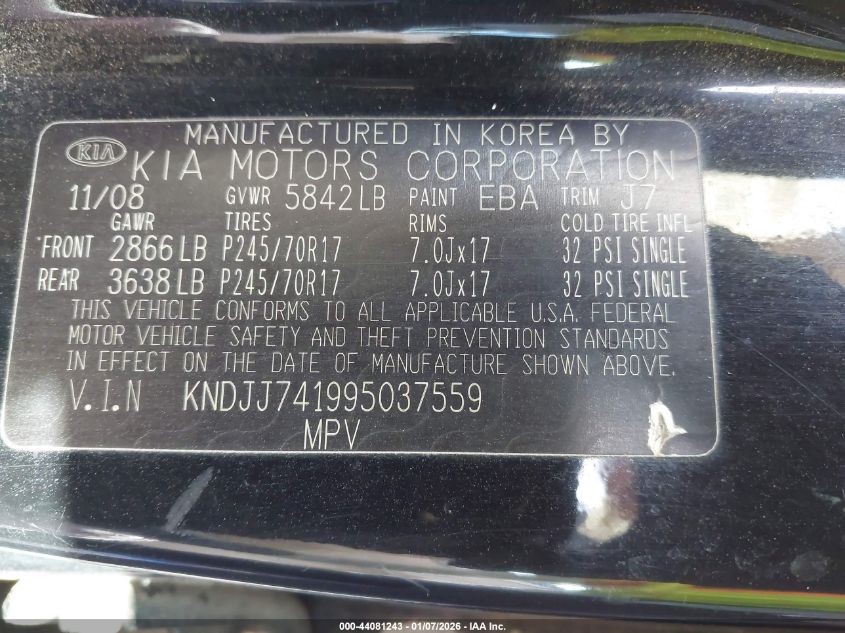 MANUFACTURED IN KOREA BY
KIA KIA MOTORS CORPORATION
11/08 GVWR 5842LB PAINT EBA TRIM J7
GAWR TIRES RIMS COLD TIRE INFL
FRONT 2866LB P245/70R17 7.0Jx17 32 PSI SINGLE
REAR 3638LB P245/70R17 7.0Jx17 32 PSI SINGLE
THIS VEHICLE CONFORMS TO ALL APPLICABLE U.S.A. FEDERAL
MOTOR VEHICLE SAFETY AND THEFT PREVENTION STANDARDS
IN EFFECT ON THE DATE OF MANUFACTURE SHOWN ABOVE.
V.I.N KNDJJ741995037559
MPV
000-44081243 - 01/07/2026 - IAA Inc.